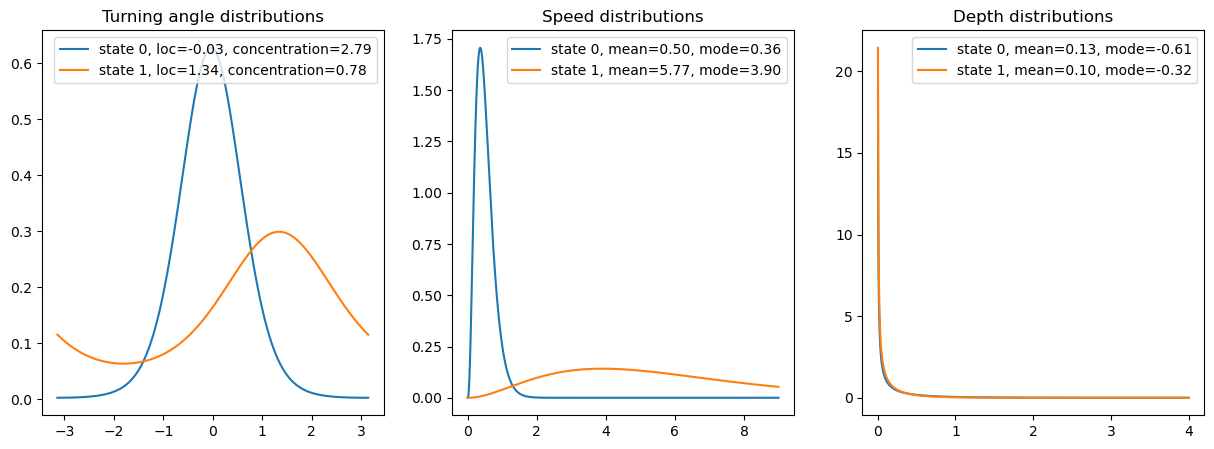 Turning angle distributions
state 0, loc=-0.03, concentration=2.79
state 1, loc=1.34, concentration=0.78
0.6
0.5
0.4
0.3
0.2
0.1
0.0
−3 −2 −1 0 1 2 3
Speed distributions
state 0, mean=0.50, mode=0.36
state 1, mean=5.77, mode=3.90
1.75
1.50
1.25
1.00
0.75
0.50
0.25
0.00
0 2 4 6 8
Depth distributions
state 0, mean=0.13, mode=-0.61
state 1, mean=0.10, mode=-0.32
20
15
10
5
0
0 1 2 3 4